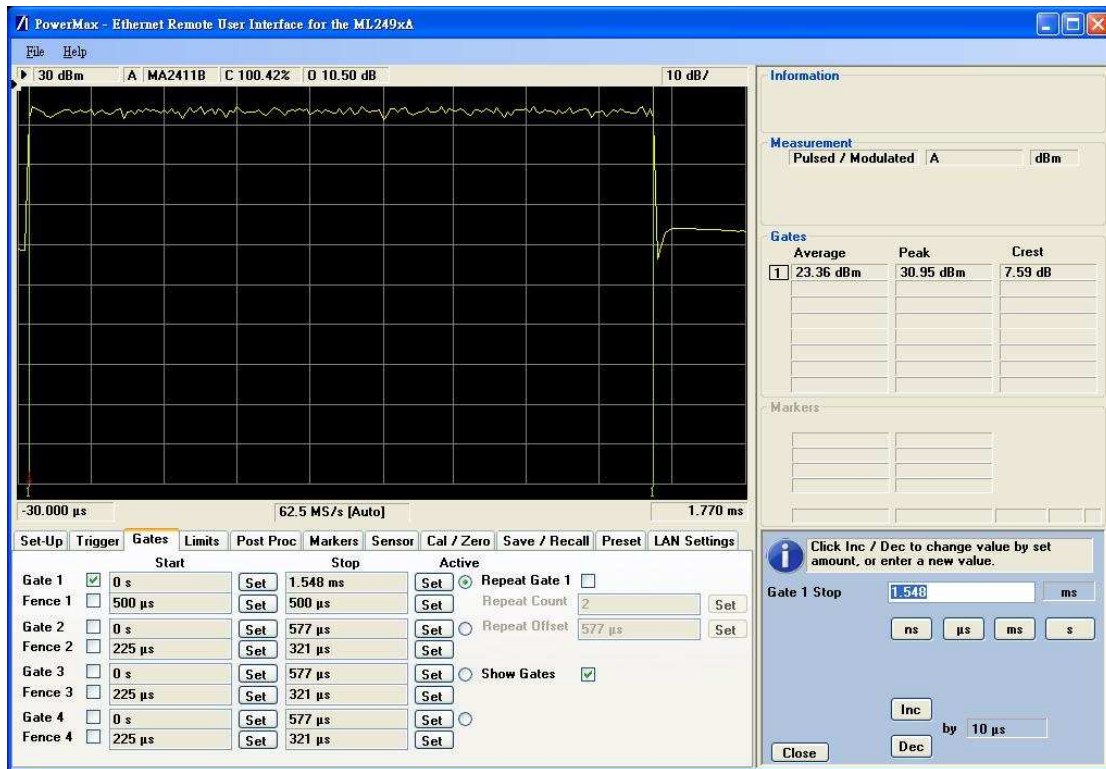 PowerMax - Ethernet Remote User Interface for the ML249xA
File Help
30 dBm A MA2411B C 100.42% O 10.50 dB 10 dB/
1 1
-30.000 µs 62.5 MS/s [Auto] 1.770 ms
Information
Measurement
Pulsed / Modulated A dBm
Gates
Average Peak Crest
1 23.36 dBm 30.95 dBm 7.59 dB
Markers
Set-Up Trigger Gates Limits Post Proc Markers Sensor Cal / Zero Save / Recall Preset LAN Settings
Start Stop Active
Gate 1 0 s Set 1.548 ms Set Repeat Gate 1
Fence 1 500 µs Set 500 µs Set Repeat Count 2 Set
Gate 2 0 s Set 577 µs Set Repeat Offset 577 µs Set
Fence 2 225 µs Set 321 µs Set
Gate 3 0 s Set 577 µs Set Show Gates
Fence 3 225 µs Set 321 µs Set
Gate 4 0 s Set 577 µs Set
Fence 4 225 µs Set 321 µs Set
Click Inc / Dec to change value by set
amount, or enter a new value.
Gate 1 Stop 1.548 ms
ns µs ms s
Inc
by 10 µs
Close Dec